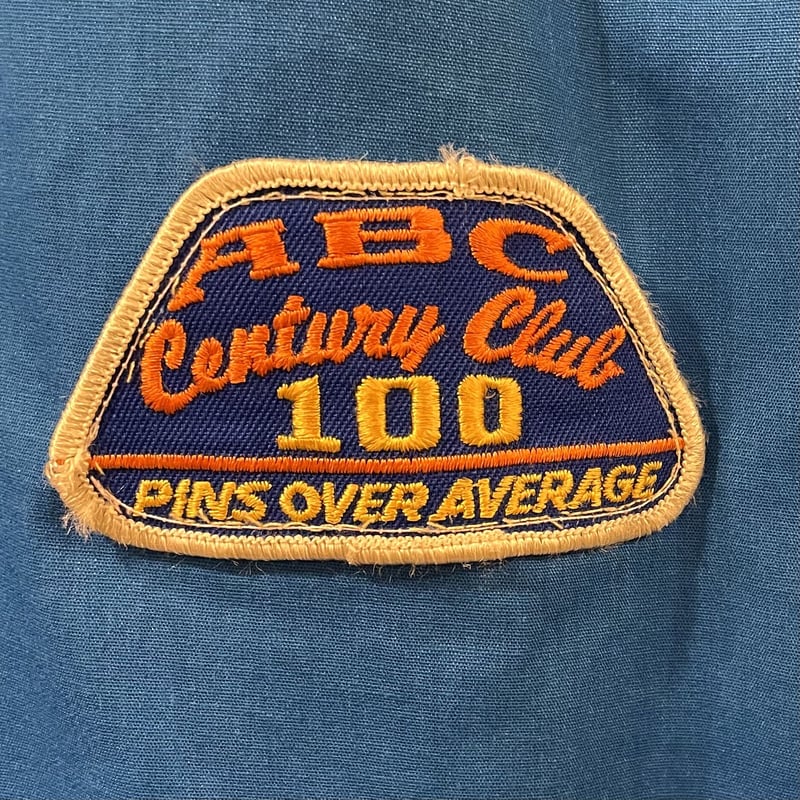 ABC
Century Club
100
PINS OVER AVERAGE